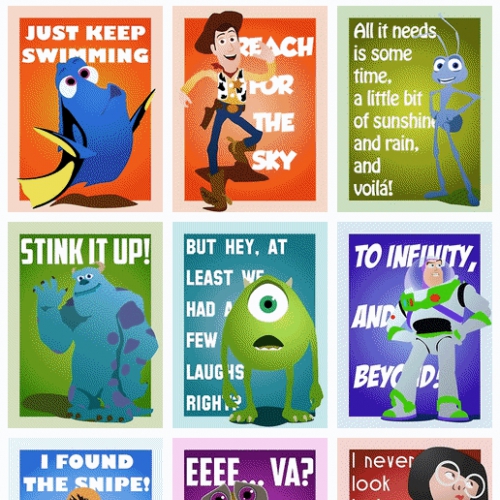 JUST KEEP
SWIMMING
REACH
FOR
THE
SKY
All it needs
is some
time,
a little bit
of sunshine
and rain,
and
voilá!
STINK IT UP!
BUT HEY, AT
LEAST WE
HAD A
FEW
LAUGHS
RIGHT?
TO INFINITY,
AND
BEYOND!
I FOUND
THE SNIPE!
EEEE... VA?
I never
look